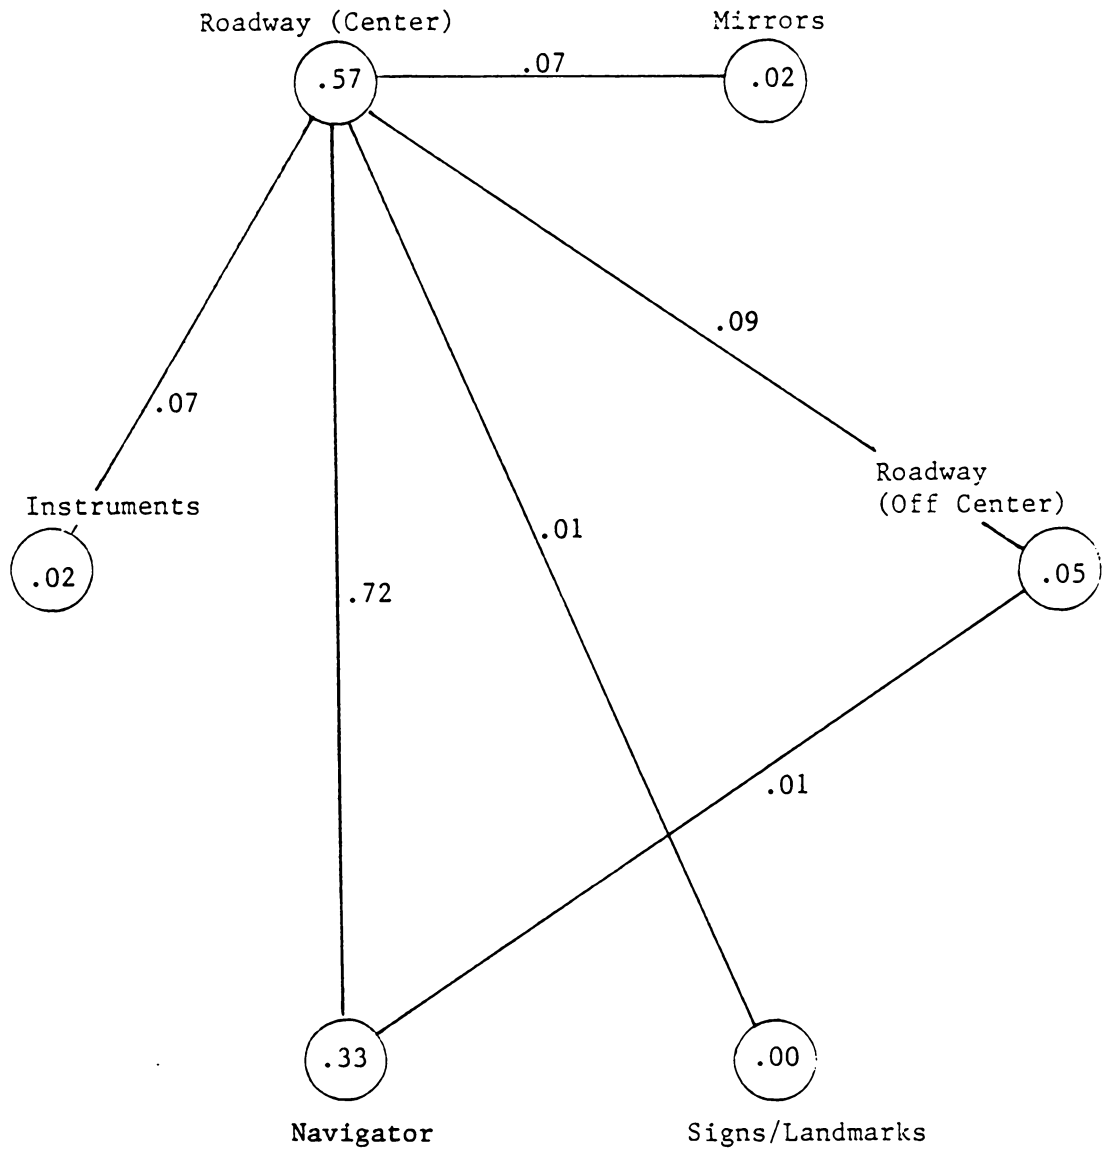 Roadway (Center)
Mirrors
.57
.07
.02
.09
.07
Roadway
(Off Center)
Instruments
.01
.02
.72
.05
.01
.33
.00
Navigator
Signs/Landmarks